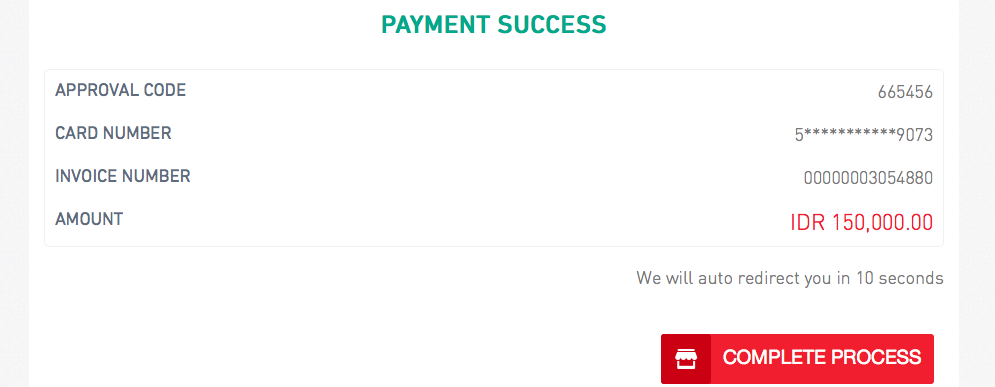 PAYMENT SUCCESS
APPROVAL CODE 665456
CARD NUMBER 5***********9073
INVOICE NUMBER 00000003054880
AMOUNT IDR 150,000.00
We will auto redirect you in 10 seconds
COMPLETE PROCESS